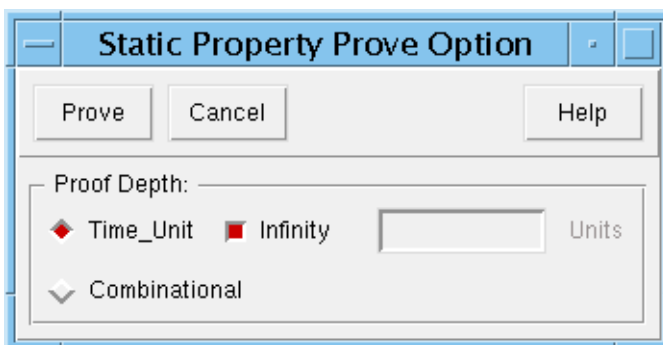 Static Property Prove Option
Prove Cancel Help
Proof Depth:
Time_Unit Infinity Units
Combinational